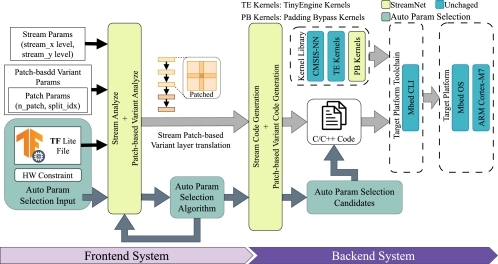 TE Kernels: TinyEngine Kernels
PB Kernels: Padding Bypass Kernels
StreamNet
Unchaged
Auto Param Selection
Stream Params
(stream_x level,
stream_y level)
Patch-basdd Variant
Params
Patch Params
(n_patch, split_idx)
TF Lite
File
HW Constraint
Auto Param
Selection Input
Stream Analyze
+
Patch-based Variant Analyze
Patched
Stream Patch-based
Variant layer translation
Auto Param
Selection
Algorithm
Stream Code Generation
+
Patch-based Variant Code Generation
Kernel Library
CMSIS-NN
TE Kernels
PB Kernels
C/C++ Code
Auto Param Selection
Candidates
Target Platform Toolchain
Mbed CLI
Target Platform
Mbed OS
ARM Cortex-M7
Frontend System
Backend System